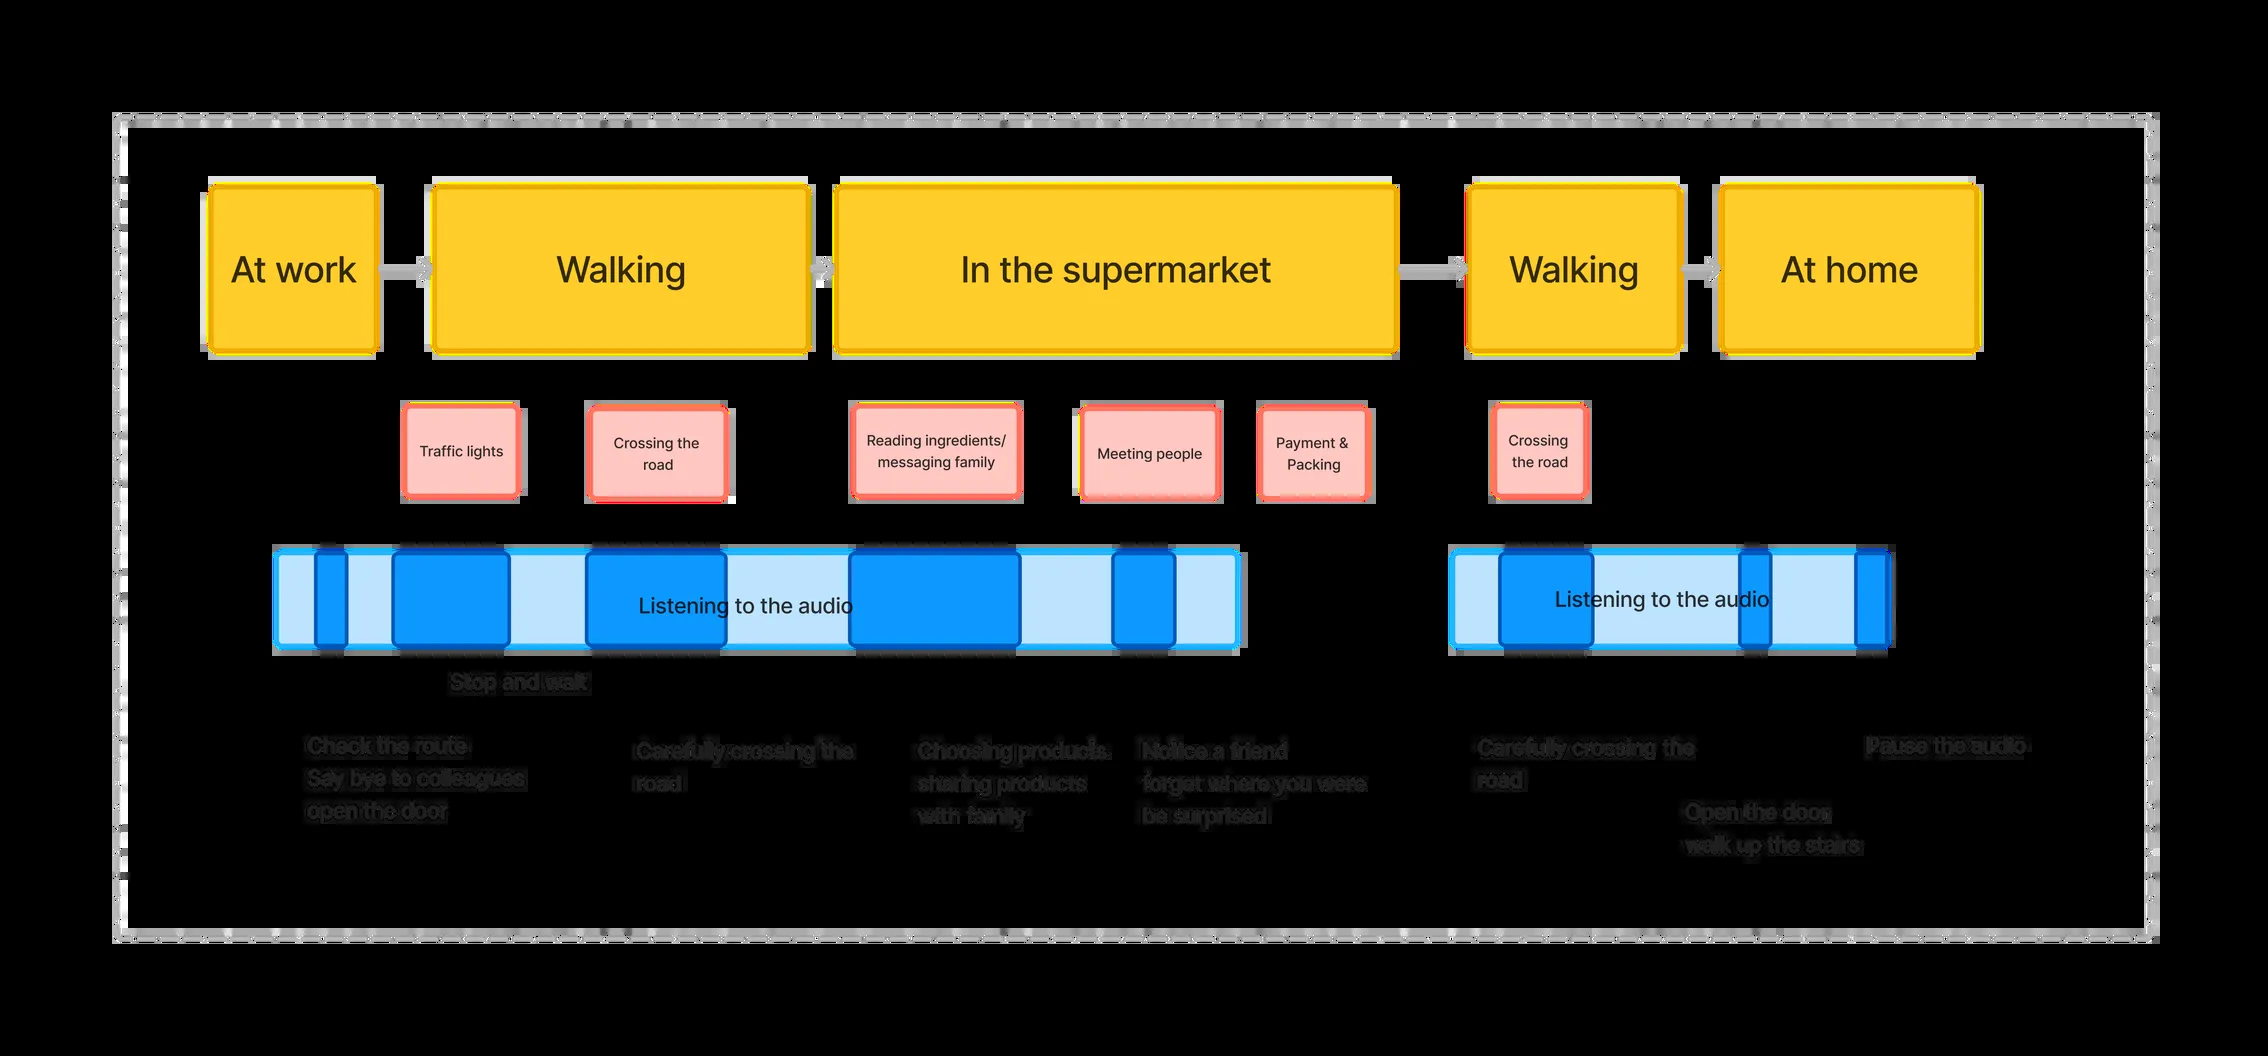 At work
Walking
In the supermarket
Walking
At home
Traffic lights
Crossing the
road
Reading ingredients/
messaging family
Meeting people
Payment &
Packing
Crossing
the road
Listening to the audio
Listening to the audio
Stop and wait
Check the route
Say bye to colleagues
open the door
Carefully crossing the
road
Choosing products
sharing products
with family
Notice a friend
forget where you were
be surprised
Carefully crossing the
road
Open the door
walk up the stairs
Pause the audio